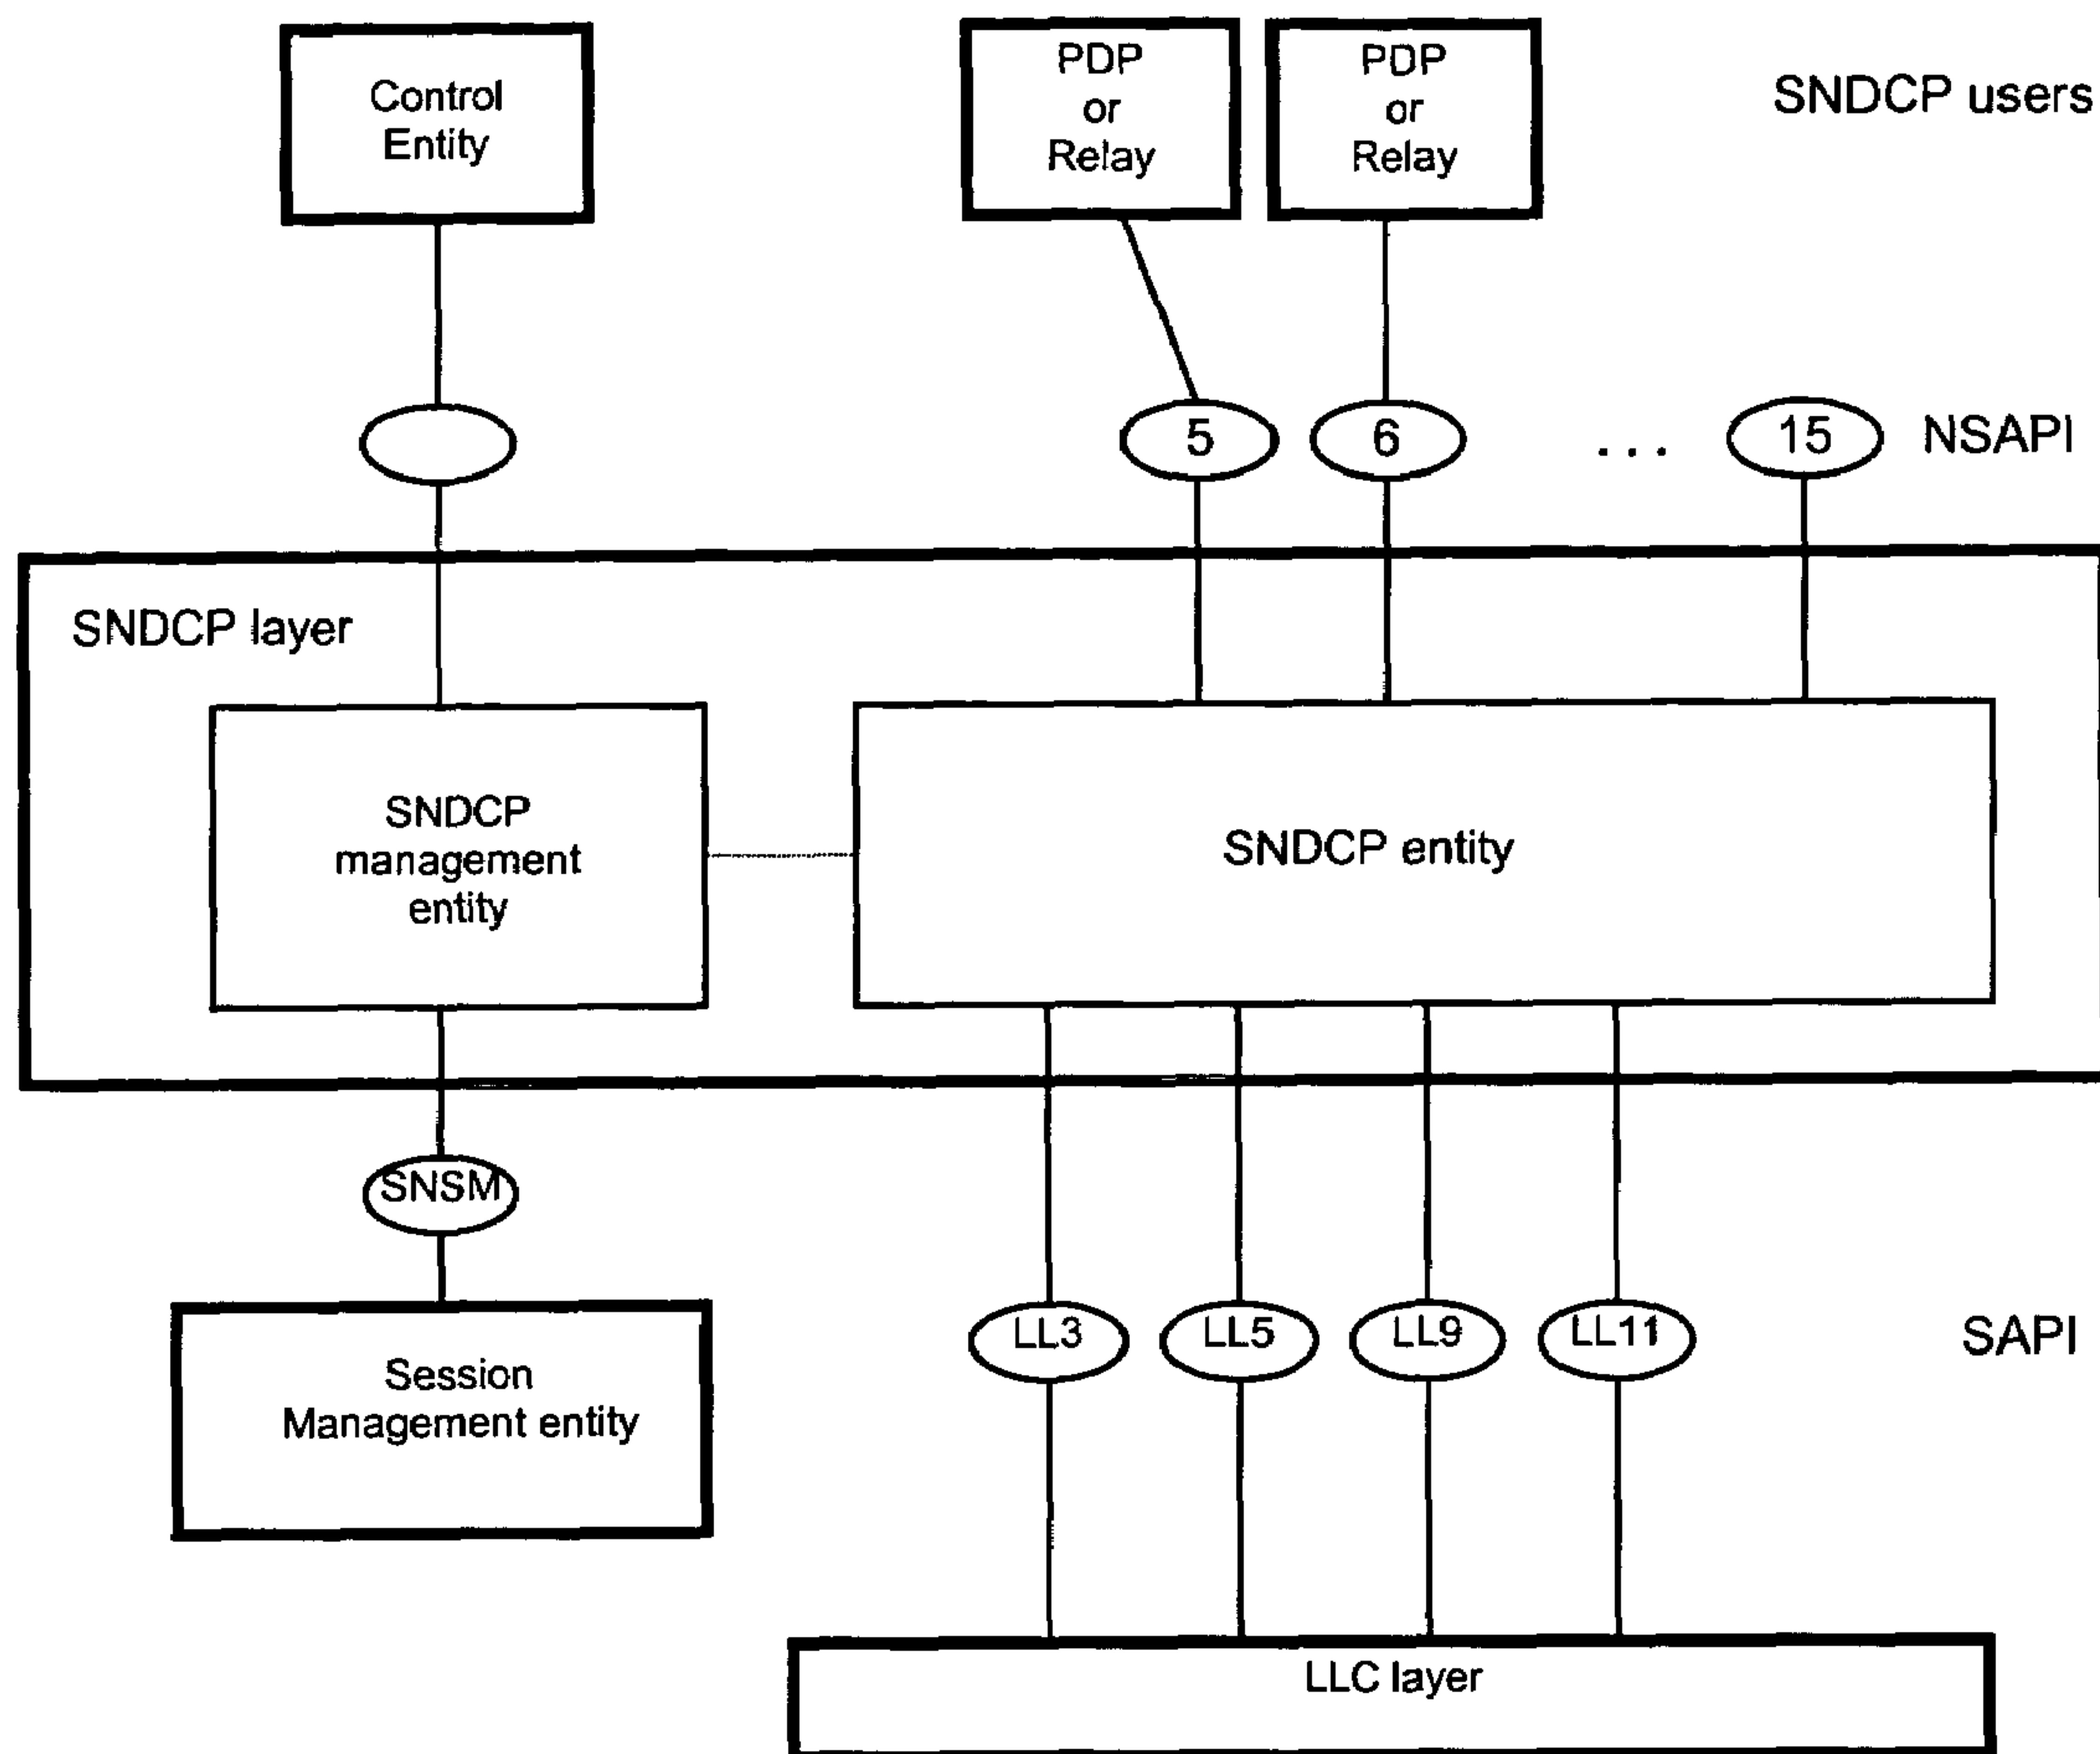 Control
Entity
PDP
or
Relay
PDP
or
Relay
SNDCP users
5
6
...
15
NSAPI
SNDCP layer
SNDCP
management
entity
SNDCP entity
SNSM
Session
Management entity
LL3
LL5
LL9
LL11
SAPI
LLC layer